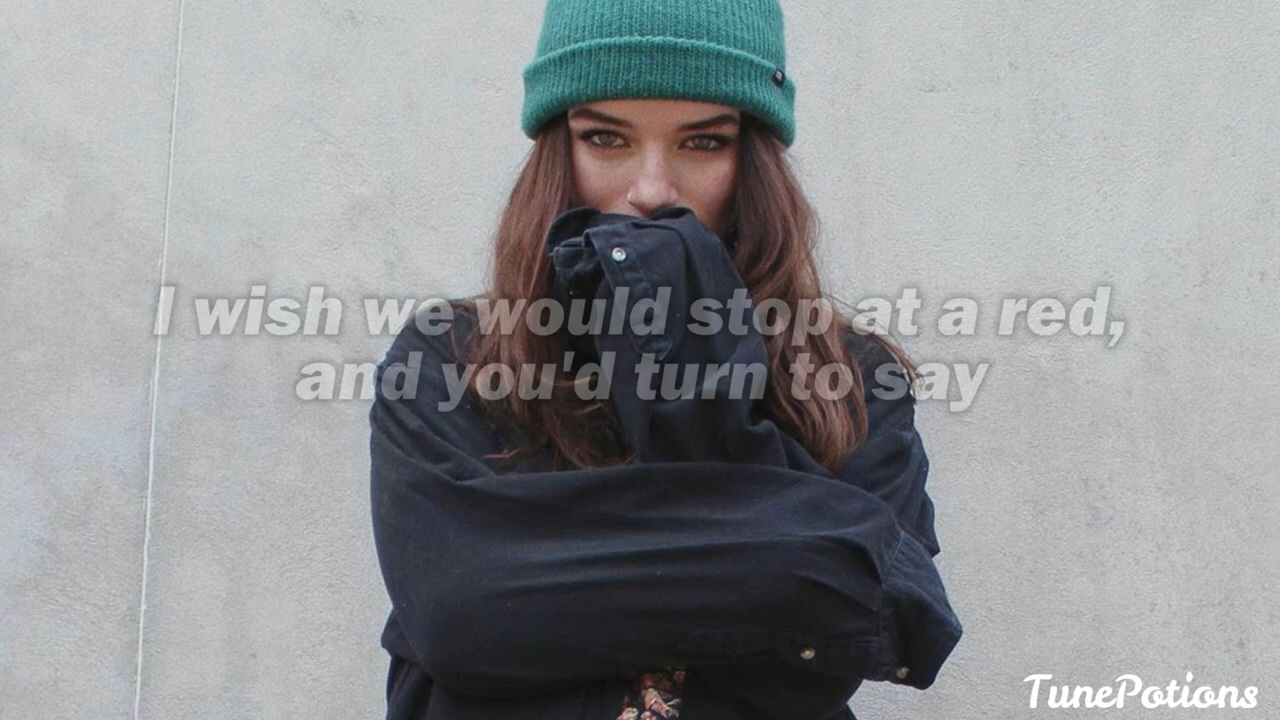 I wish we would stop at a red,
and you'd turn to say
TunePotions